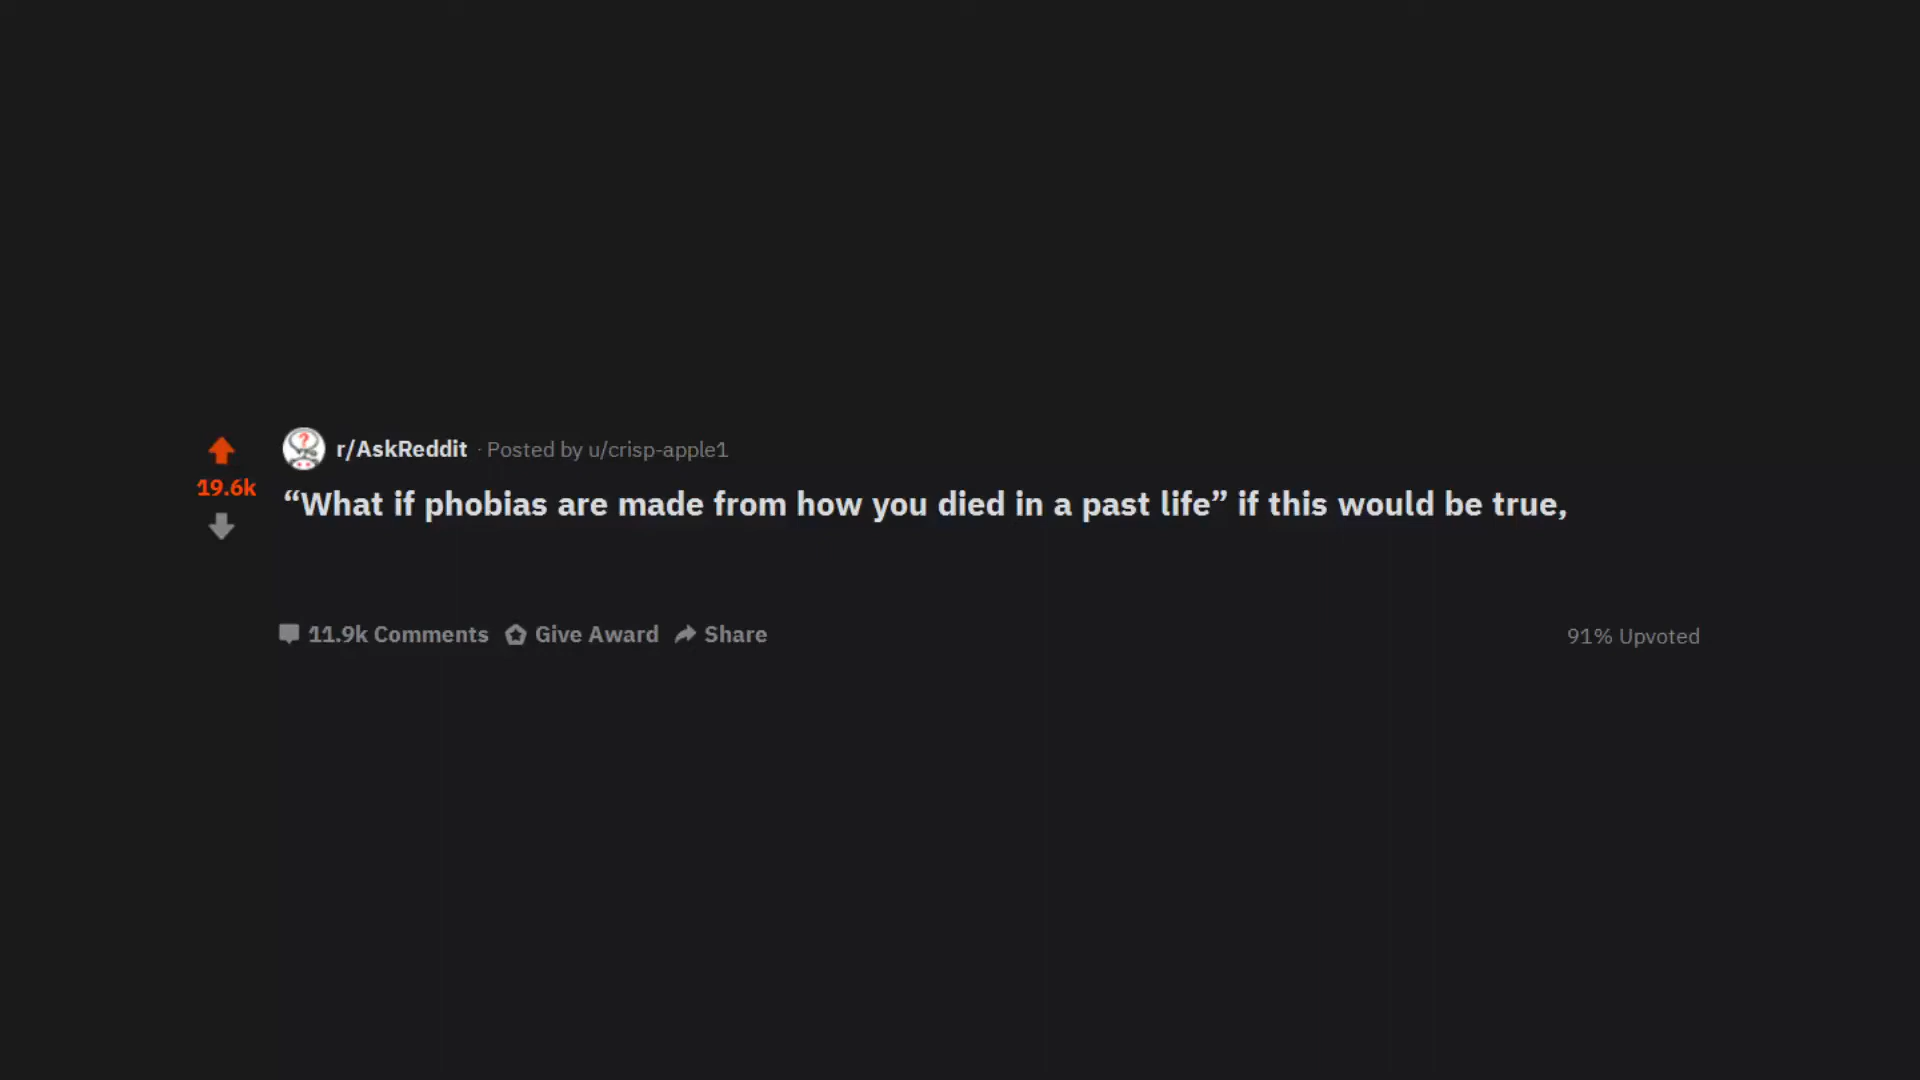 r/AskReddit · Posted by u/crisp-apple1
19.6k
“What if phobias are made from how you died in a past life” if this would be true,
11.9k Comments Give Award Share
91% Upvoted